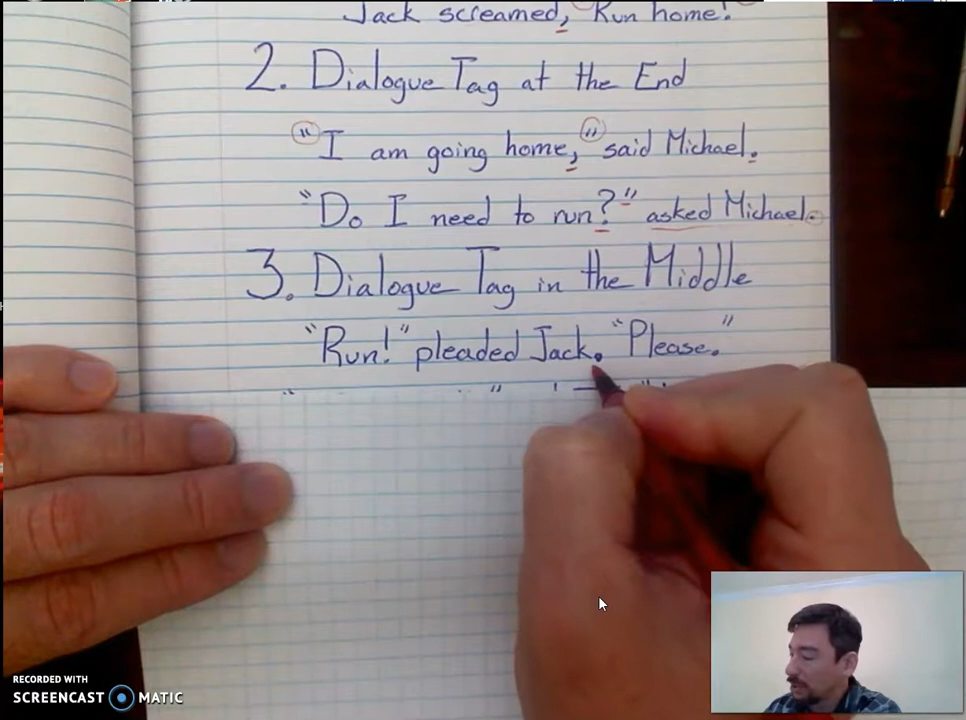 Jack screamed, "Run home!"
2. Dialogue Tag at the End
"I am going home," said Michael.
"Do I need to run?" asked Michael.
3. Dialogue Tag in the Middle
"Run!" pleaded Jack. "Please."
RECORDED WITH
SCREENCAST MATIC